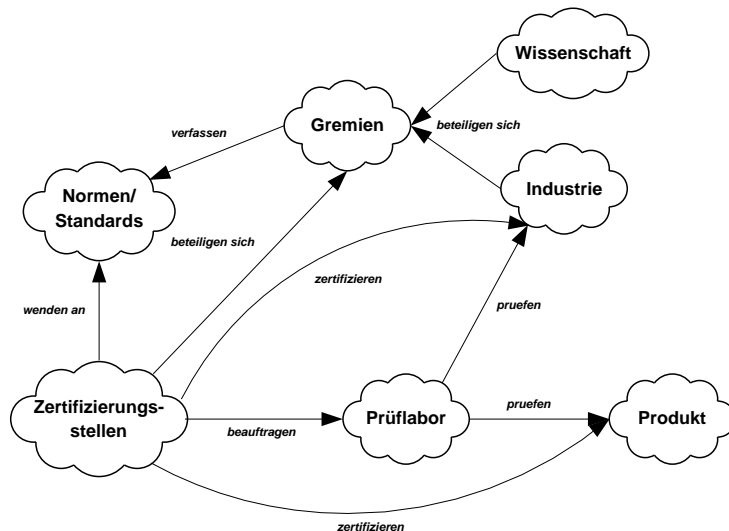 Wissenschaft
Gremien
beteiligen sich
verfassen
Industrie
Normen/
Standards
beteiligen sich
zertifizieren
pruefen
wenden an
Zertifizierungs-
stellen
Prüflabor
pruefen
Produkt
beauftragen
zertifizieren